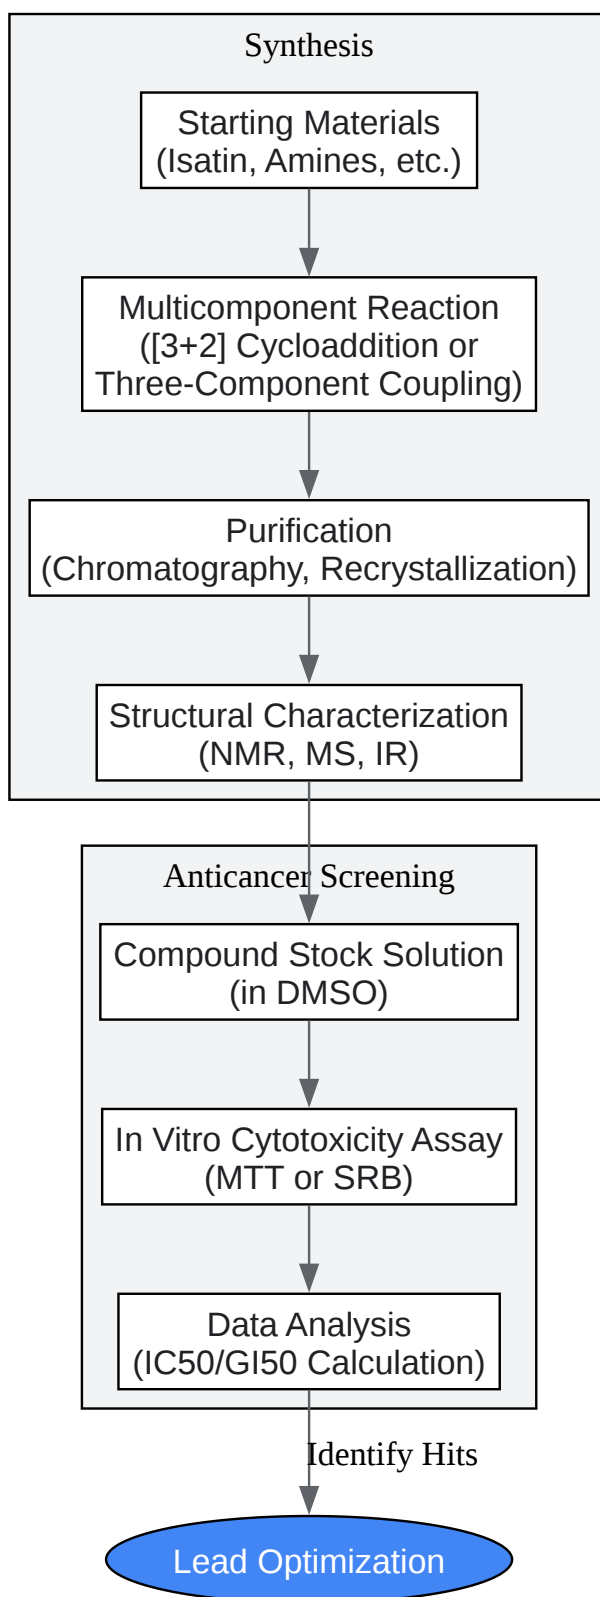 Synthesis
Starting Materials
(Isatin, Amines, etc.)
Multicomponent Reaction
([3+2] Cycloaddition or
Three-Component Coupling)
Purification
(Chromatography, Recrystallization)
Structural Characterization
(NMR, MS, IR)
Anticancer Screening
Compound Stock Solution
(in DMSO)
In Vitro Cytotoxicity Assay
(MTT or SRB)
Data Analysis
(IC50/GI50 Calculation)
Identify Hits
Lead Optimization